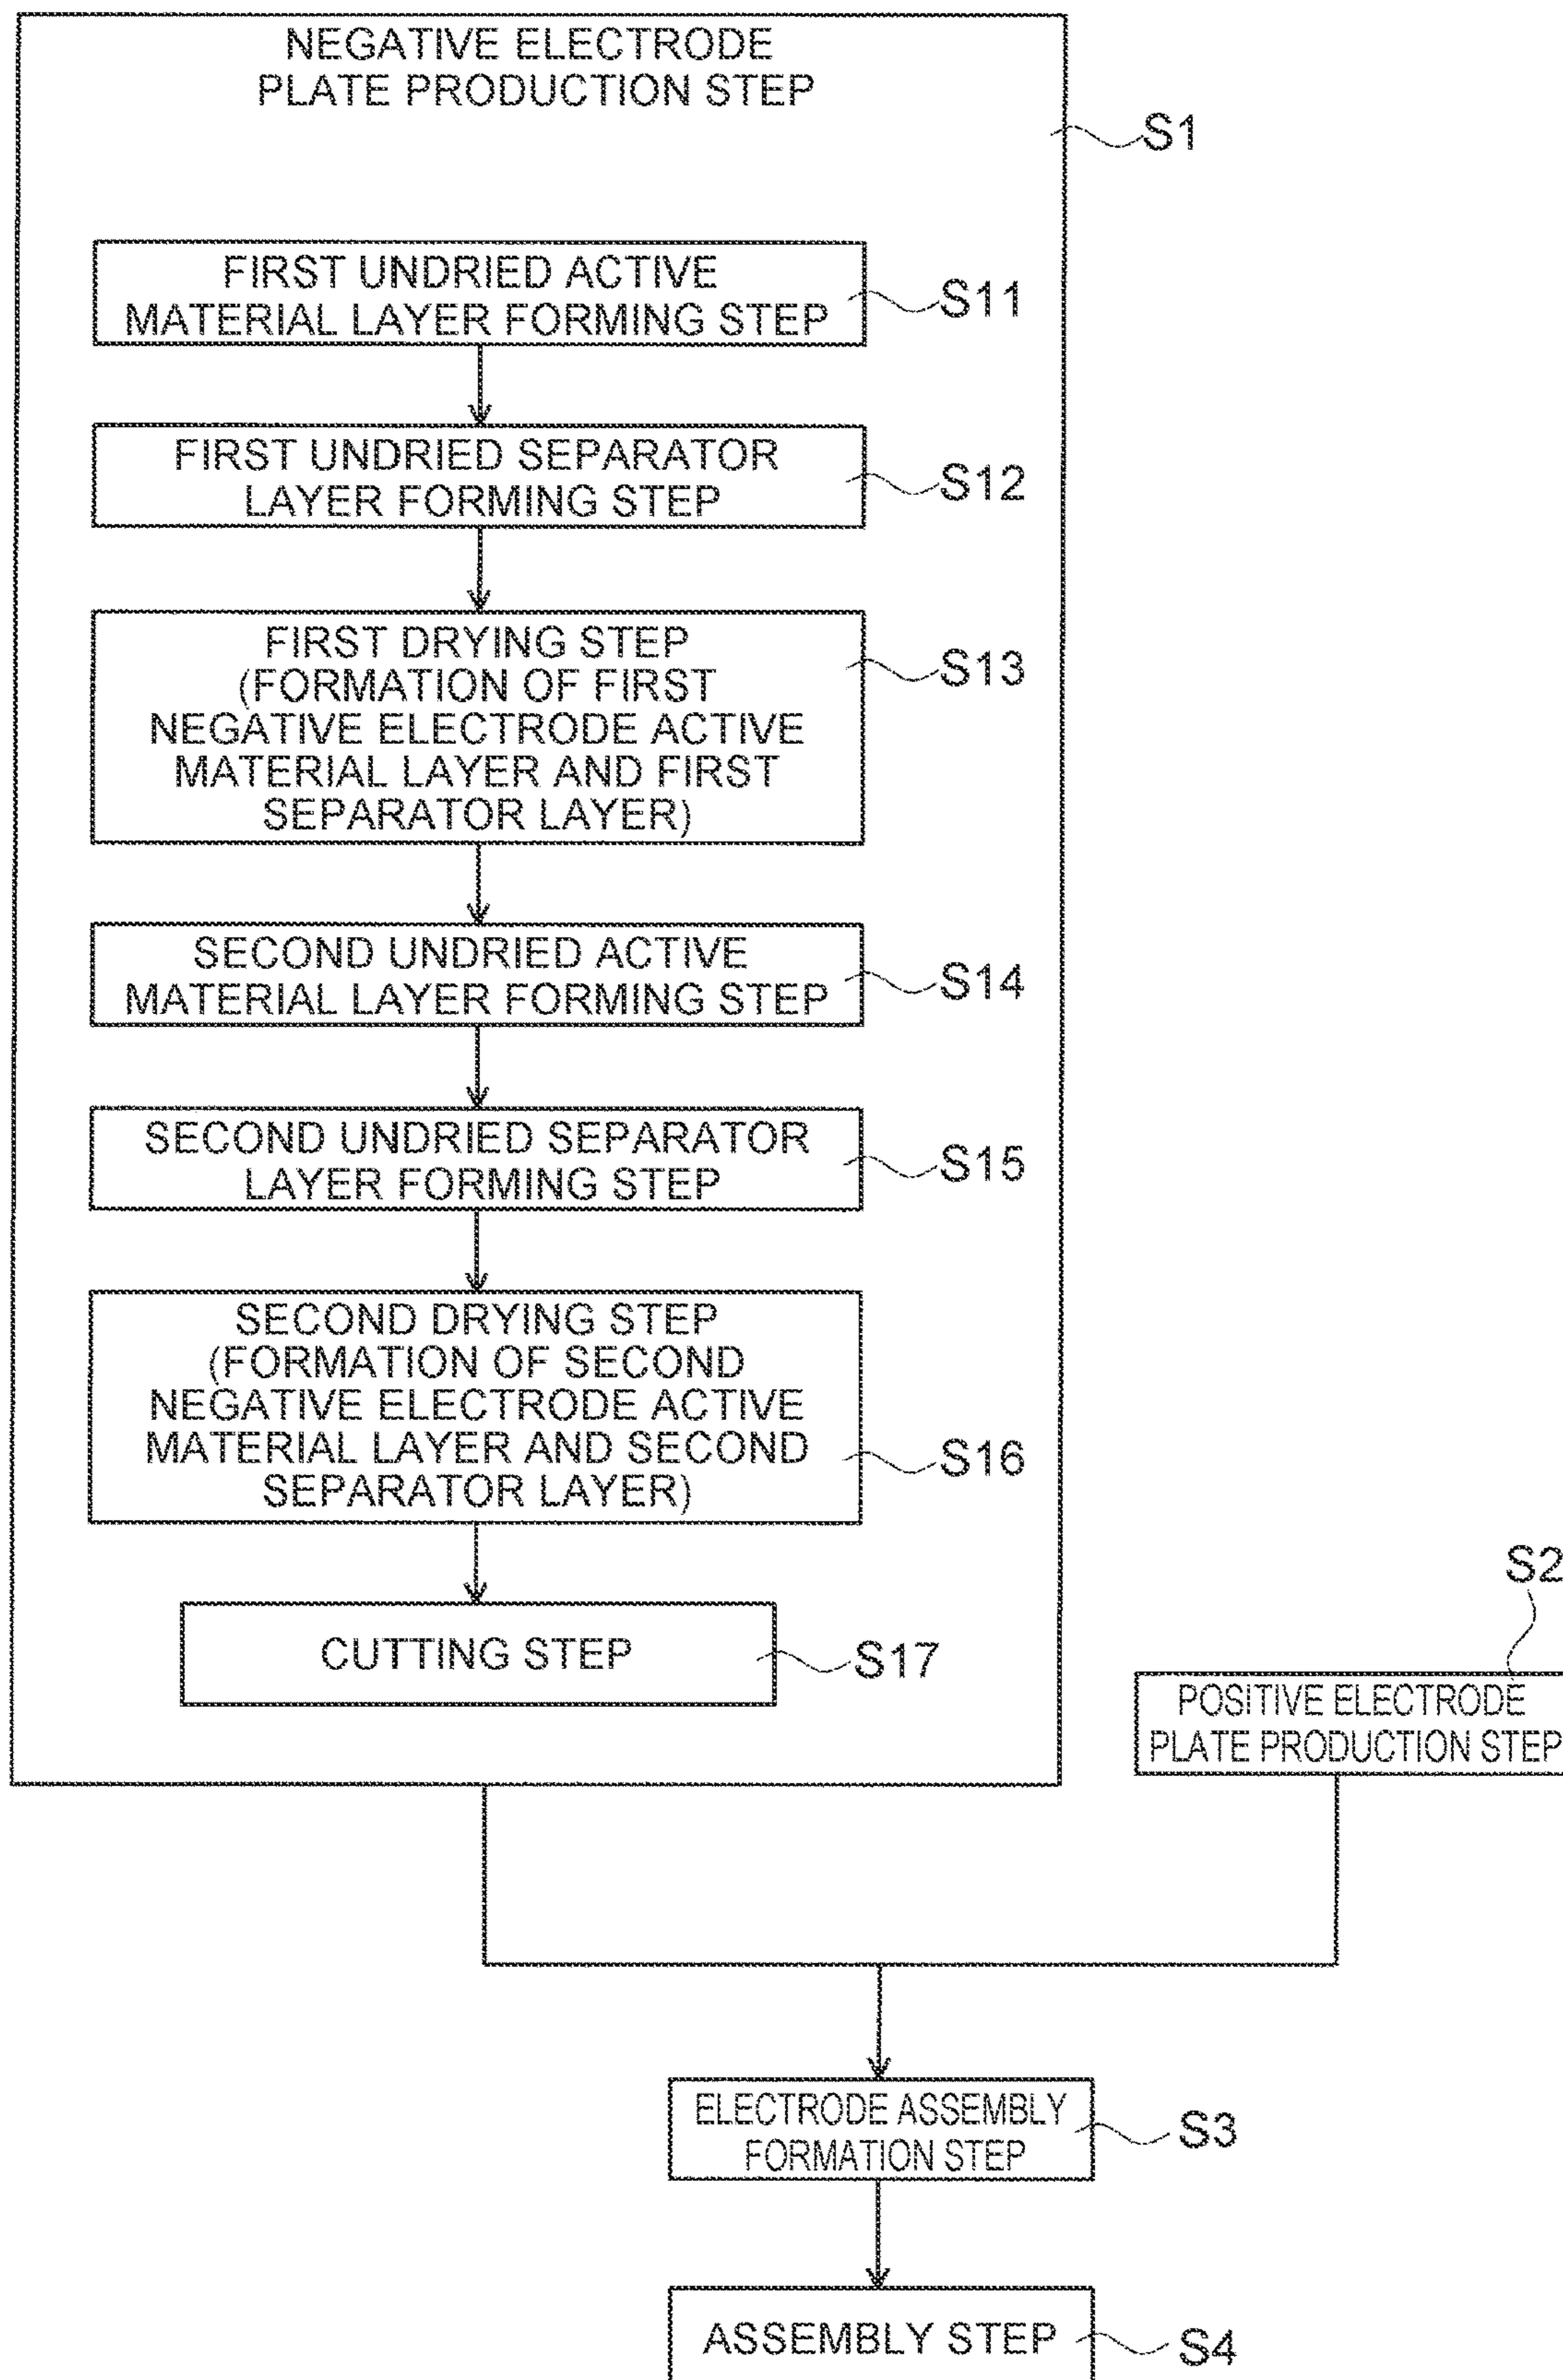 NEGATIVE ELECTRODE
PLATE PRODUCTION STEP
S1
FIRST UNDRIED ACTIVE
MATERIAL LAYER FORMING STEP
S11
FIRST UNDRIED SEPARATOR
LAYER FORMING STEP
S12
FIRST DRYING STEP
(FORMATION OF FIRST
NEGATIVE ELECTRODE ACTIVE
MATERIAL LAYER AND FIRST
SEPARATOR LAYER)
S13
SECOND UNDRIED ACTIVE
MATERIAL LAYER FORMING STEP
S14
SECOND UNDRIED SEPARATOR
LAYER FORMING STEP
S15
SECOND DRYING STEP
(FORMATION OF SECOND
NEGATIVE ELECTRODE ACTIVE
MATERIAL LAYER AND SECOND
SEPARATOR LAYER)
S16
CUTTING STEP
S17
S2
POSITIVE ELECTRODE
PLATE PRODUCTION STEP
ELECTRODE ASSEMBLY
FORMATION STEP
S3
ASSEMBLY STEP
S4